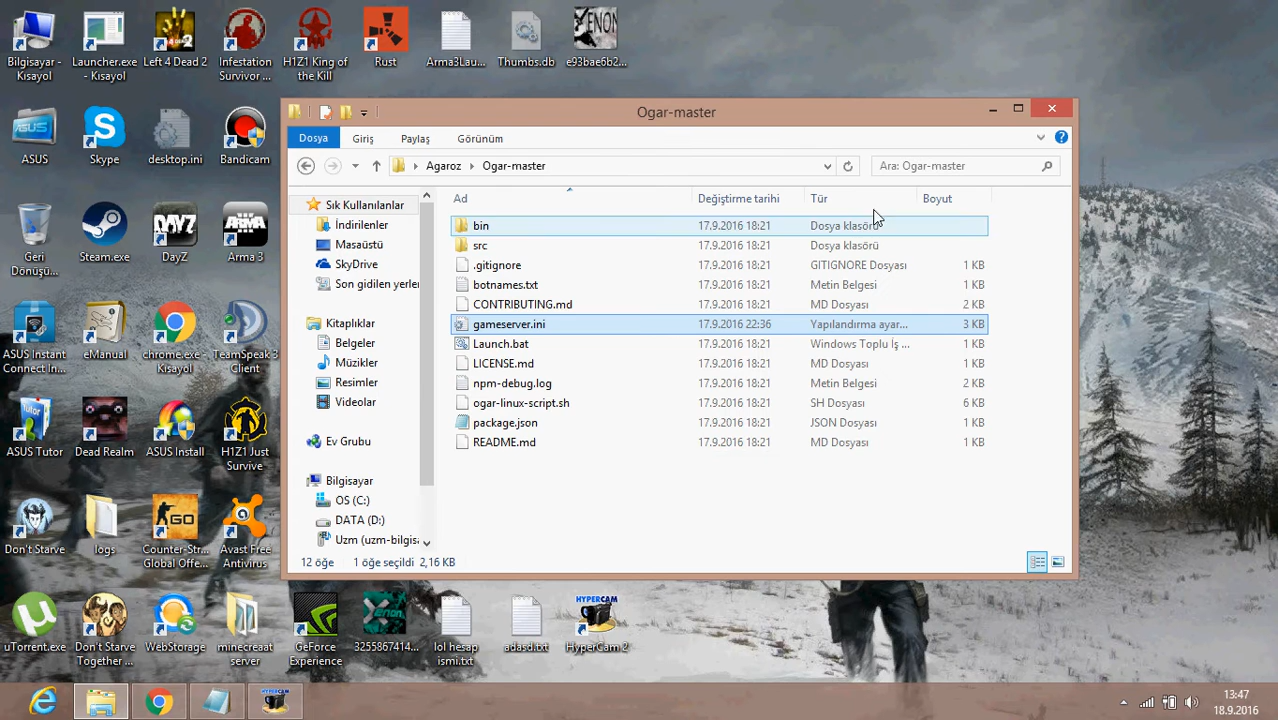 Bilgisayar -
Kısayol
Launcher.exe
- Kısayol
Left 4 Dead 2
Infestation
Survivor ...
H1Z1 King of
the Kill
Rust
Arma3Lau...
Thumbs.db
e93bae6b2...
ASUS
Skype
desktop.ini
Bandicam
Geri
Dönüşü...
Steam.exe
DayZ
Arma 3
ASUS Instant
Connect In...
eManual
chrome.exe -
Kısayol
TeamSpeak 3
Client
ASUS Tutor
Dead Realm
ASUS Install
H1Z1 Just
Survive
Don't Starve
logs
Counter-Str...
Global Offe...
Avast Free
Antivirus
uTorrent.exe
Don't Starve
Together ...
WebStorage
minecreaat
server
GeForce
Experience
3255867414...
lol hesap
ismi.txt
adasd.txt
HyperCam 2
Ogar-master
Dosya
Giriş
Paylaş
Görünüm
Agaroz
Ogar-master
Ara: Ogar-master
Sık Kullanılanlar
İndirilenler
Masaüstü
SkyDrive
Son gidilen yerler
Kitaplıklar
Belgeler
Müzikler
Resimler
Videolar
Ev Grubu
Bilgisayar
OS (C:)
DATA (D:)
Uzm (uzm-bilgisa
Ad Değiştirme tarihi Tür Boyut
bin 17.9.2016 18:21 Dosya klasörü
src 17.9.2016 18:21 Dosya klasörü
.gitignore 17.9.2016 18:21 GITIGNORE Dosyası 1 KB
botnames.txt 17.9.2016 18:21 Metin Belgesi 1 KB
CONTRIBUTING.md 17.9.2016 18:21 MD Dosyası 2 KB
gameserver.ini 17.9.2016 22:36 Yapılandırma ayar... 3 KB
Launch.bat 17.9.2016 18:21 Windows Toplu İş ... 1 KB
LICENSE.md 17.9.2016 18:21 MD Dosyası 1 KB
npm-debug.log 17.9.2016 18:21 Metin Belgesi 2 KB
ogar-linux-script.sh 17.9.2016 18:21 SH Dosyası 6 KB
package.json 17.9.2016 18:21 JSON Dosyası 1 KB
README.md 17.9.2016 18:21 MD Dosyası 1 KB
12 öğe 1 öğe seçildi 2,16 KB
13:47
18.9.2016